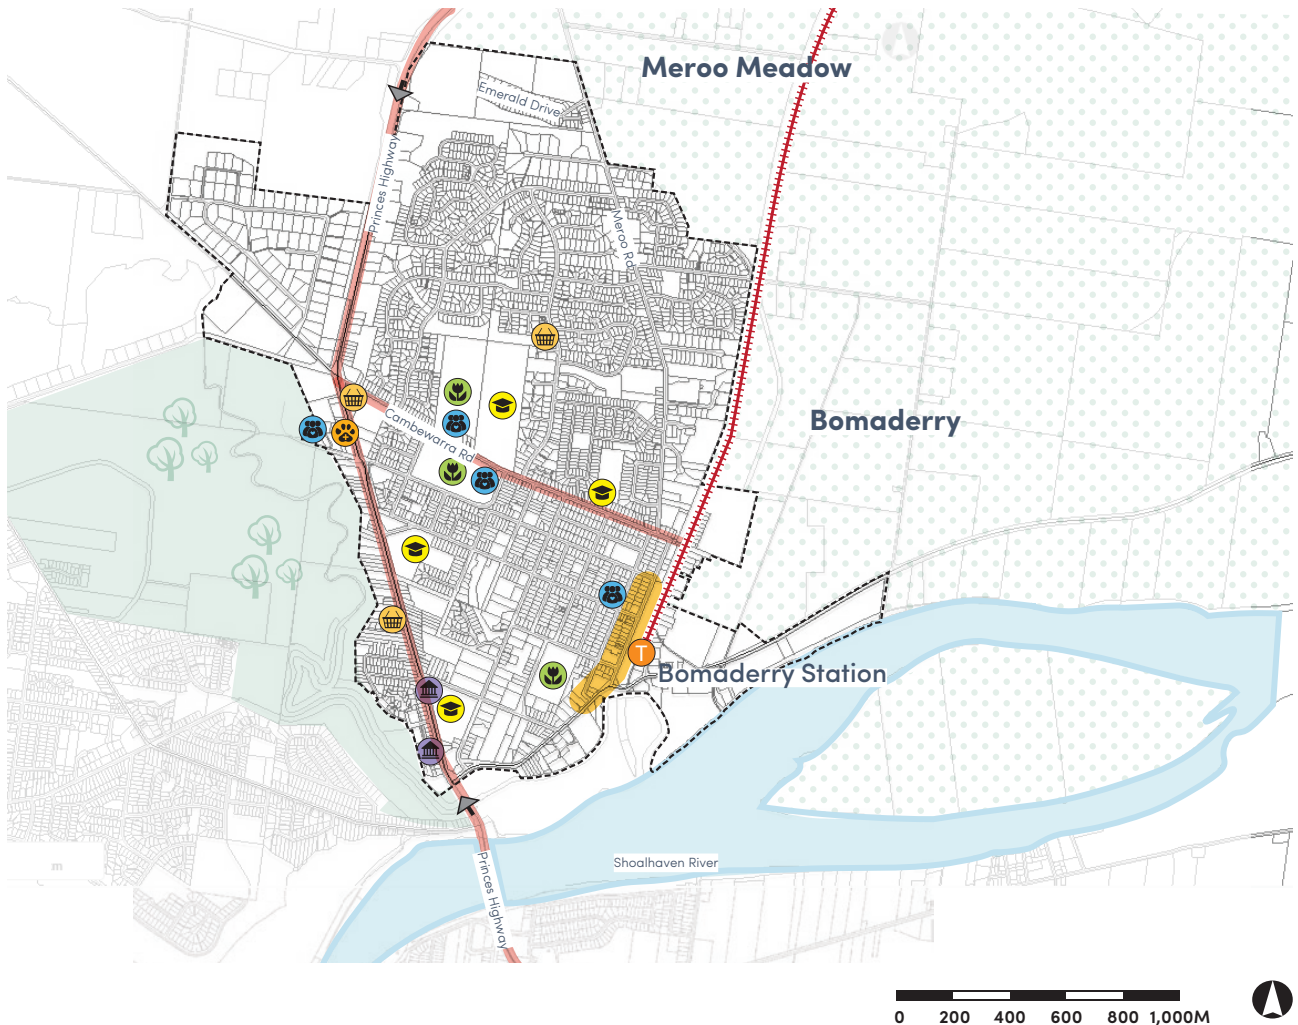 Meroo Meadow
Emerald Drive
Princes Highway
Meroo Rd
Bomaderry
Cambewarra Rd
T
Bomaderry Station
Shoalhaven River
m
Princes Highway
0 200 400 600 800 1,000M